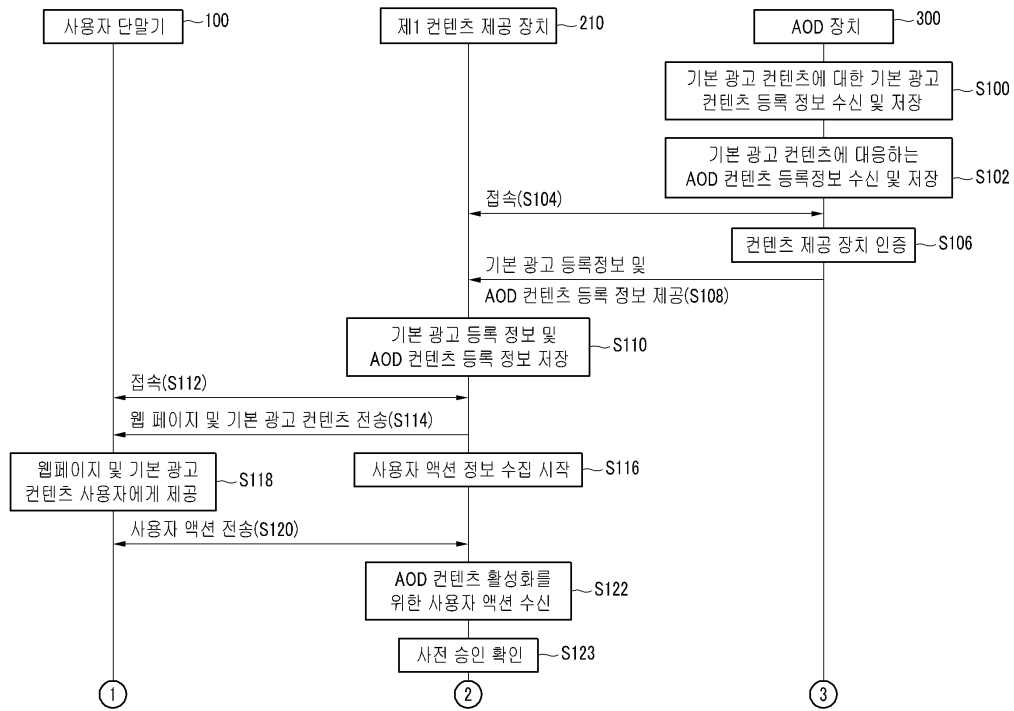 사용자 단말기
100
제1 컨텐츠 제공 장치
210
AOD 장치
300
기본 광고 컨텐츠에 대한 기본 광고
컨텐츠 등록 정보 수신 및 저장
S100
기본 광고 컨텐츠에 대응하는
AOD 컨텐츠 등록정보 수신 및 저장
S102
접속(S104)
컨텐츠 제공 장치 인증
S106
기본 광고 등록정보 및
AOD 컨텐츠 등록 정보 제공(S108)
기본 광고 등록 정보 및
AOD 컨텐츠 등록 정보 저장
S110
접속(S112)
웹 페이지 및 기본 광고 컨텐츠 전송(S114)
웹페이지 및 기본 광고
컨텐츠 사용자에게 제공
S118
사용자 액션 정보 수집 시작
S116
사용자 액션 전송(S120)
AOD 컨텐츠 활성화를
위한 사용자 액션 수신
S122
사전 승인 확인
S123
1
2
3